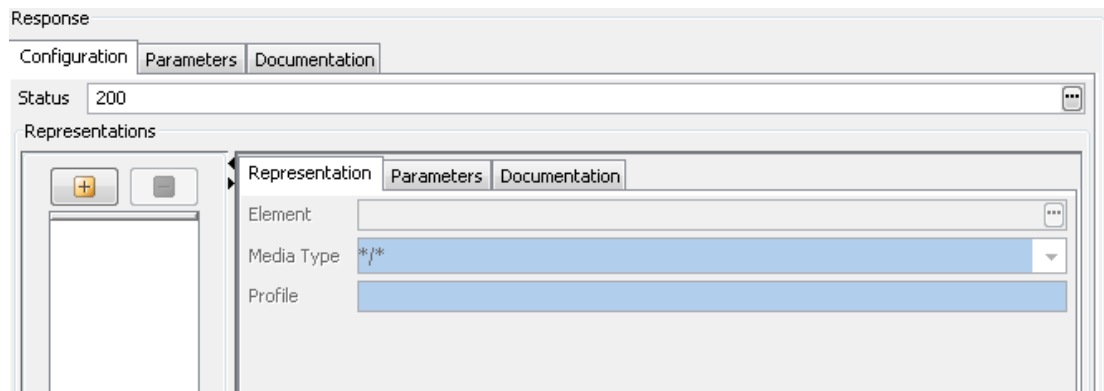 Response
Configuration Parameters Documentation
Status 200
Representations
Representation Parameters Documentation
Element
Media Type */*
Profile